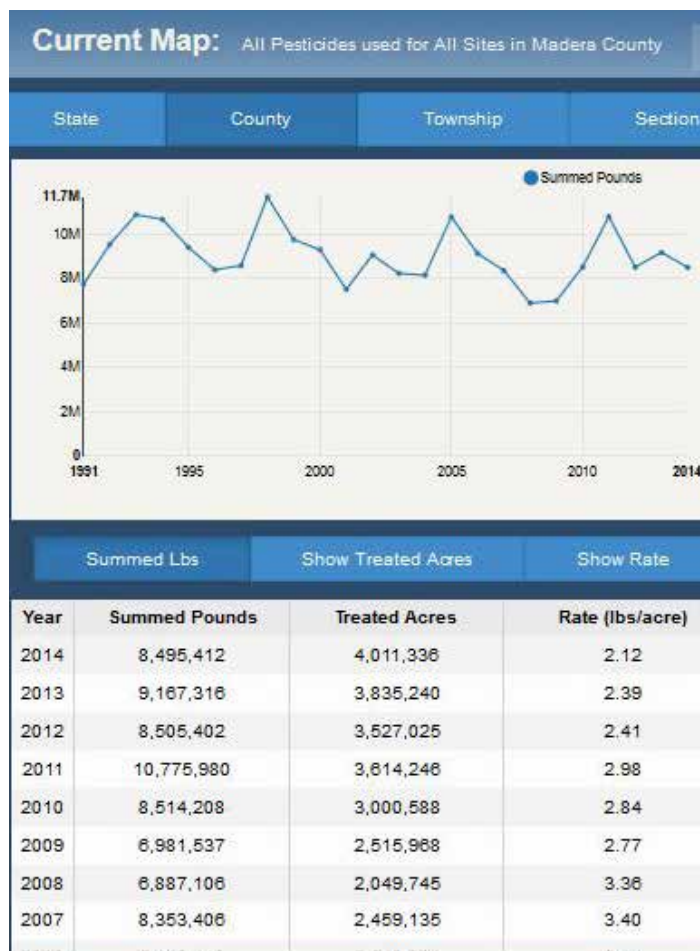 Current Map: All Pesticides used for All Sites in Madera County
State County Township Section
Summed Pounds
11.7M
10M
8M
6M
4M
2M
0
1991 1995 2000 2005 2010 2014
Summed Lbs Show Treated Acres Show Rate
Year Summed Pounds Treated Acres Rate (lbs/acre)
2014 8,495,412 4,011,336 2.12
2013 9,167,316 3,835,240 2.39
2012 8,505,402 3,527,025 2.41
2011 10,775,980 3,614,246 2.98
2010 8,514,208 3,000,588 2.84
2009 6,981,537 2,515,968 2.77
2008 6,887,106 2,049,745 3.36
2007 8,353,406 2,459,135 3.40